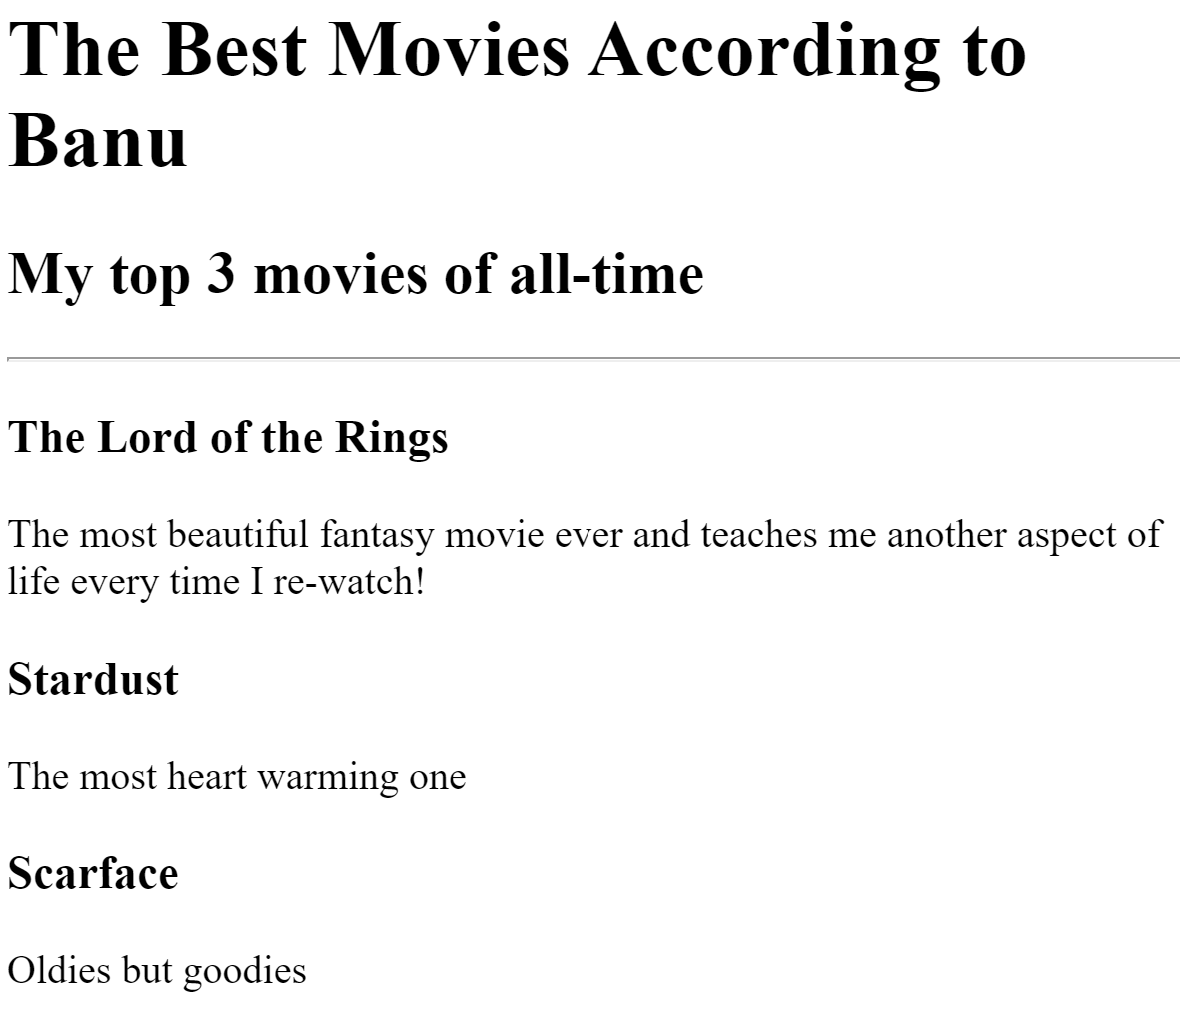 The Best Movies According to
Banu
My top 3 movies of all-time
The Lord of the Rings
The most beautiful fantasy movie ever and teaches me another aspect of
life every time I re-watch!
Stardust
The most heart warming one
Scarface
Oldies but goodies